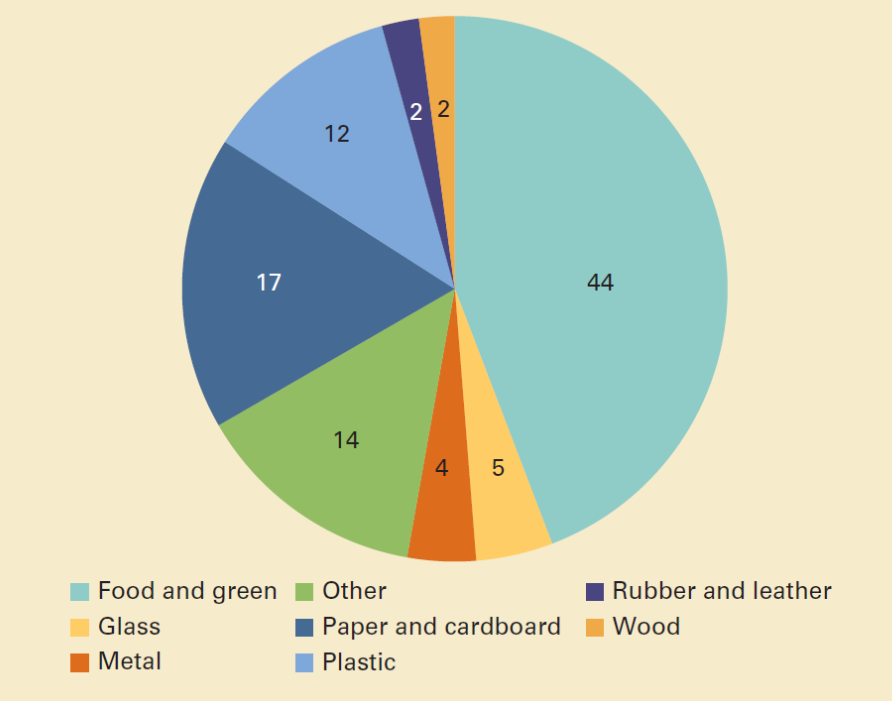 2
2
12
17
44
14
4
5
Food and green
Other
Rubber and leather
Glass
Paper and cardboard
Wood
Metal
Plastic